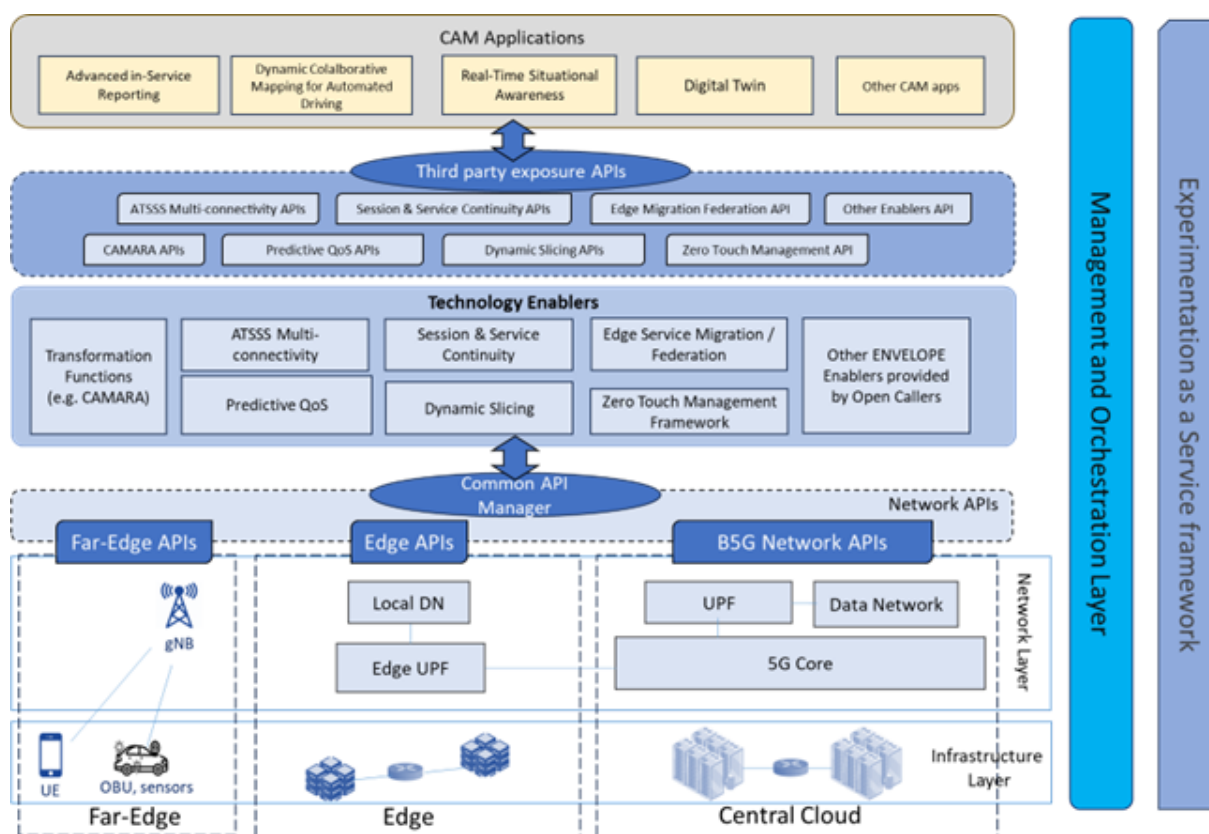 CAM Applications
Advanced in-Service
Reporting
Dynamic Colalborative
Mapping for Automated
Driving
Real-Time Situational
Awareness
Digital Twin
Other CAM apps
Third party exposure APIs
ATSSS Multi-connectivity APIs
Session & Service Continuity APIs
Edge Migration Federation API
Other Enablers API
CAMARA APIs
Predictive QoS APIs
Dynamic Slicing APIs
Zero Touch Management API
Technology Enablers
Transformation
Functions
(e.g. CAMARA)
ATSSS Multi-
connectivity
Session & Service
Continuity
Edge Service Migration /
Federation
Other ENVELOPE
Enablers provided
by Open Callers
Predictive QoS
Dynamic Slicing
Zero Touch Management
Framework
Common API
Manager
Network APIs
Far-Edge APIs
Edge APIs
B5G Network APIs
gNB
Local DN
Edge UPF
UPF
Data Network
5G Core
Network Layer
UE
OBU, sensors
Infrastructure
Layer
Far-Edge
Edge
Central Cloud
Management and Orchestration Layer
Experimentation as a Service framework